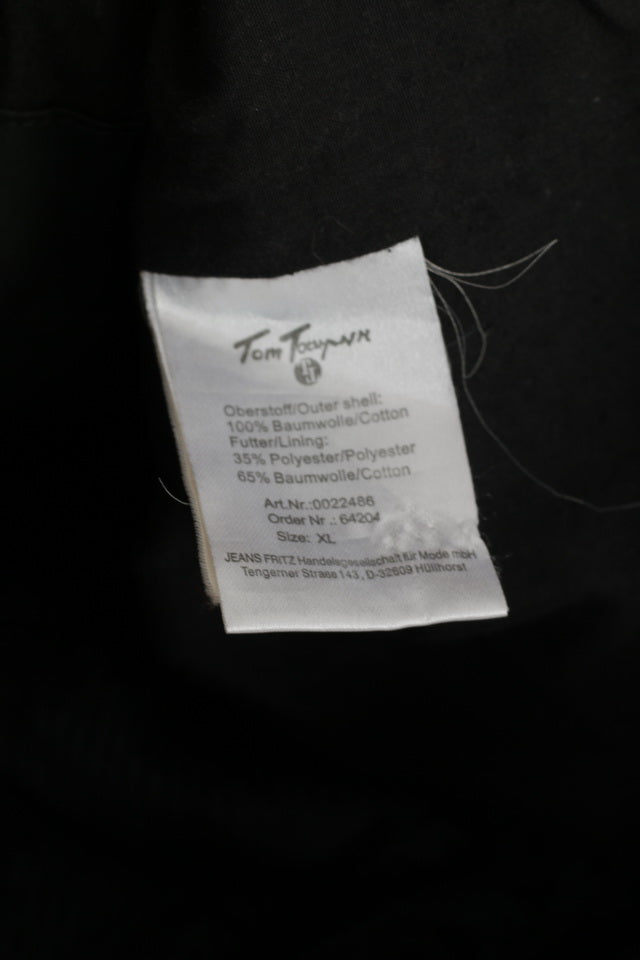 Tom
Oberstoff/Outer shell:
100% Baumwolle/Cotton
Futter/Lining:
35% Polyester/Polyester
65% Baumwolle/Cotton
Art.Nr.:0022486
Order Nr.: 64204
Size: XL
JEANS FRITZ Handelsgesellschaft für Mode mbH
Tengerner Strasse 143, D-32609 Hüllhorst